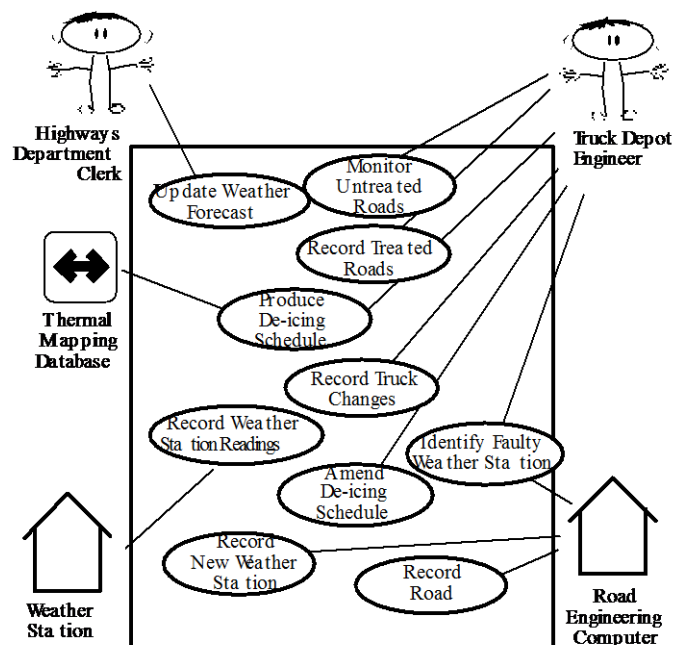 Highways
Department
Clerk
Truck Depot
Engineer
Update Weather
Forecast
Monitor
Untreated
Roads
Record Treated
Roads
Thermal
Mapping
Database
Produce
De-icing
Schedule
Record Truck
Changes
Record Weather
Station Readings
Identify Faulty
Weather Station
Amend
De-icing
Schedule
Record
New Weather
Station
Record
Road
Weather
Station
Road
Engineering
Computer